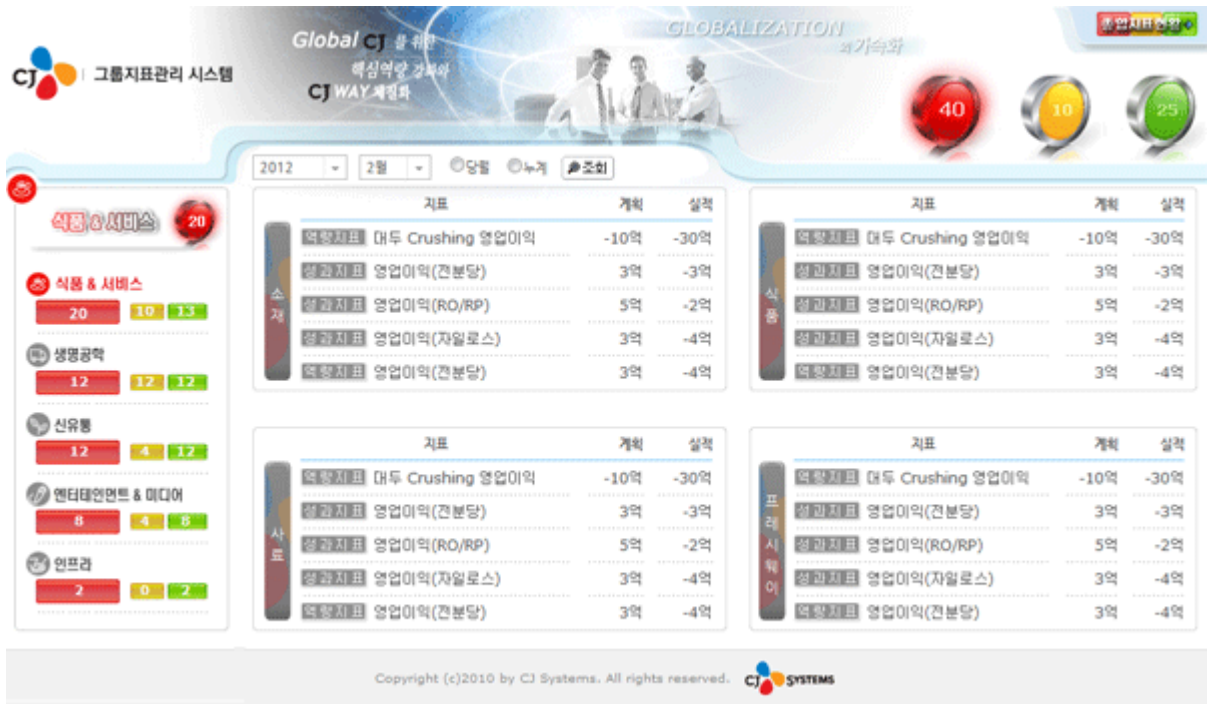 CJ 그룹지표관리 시스템
Global CJ 를 위한
핵심역량 강화와
CJ WAY 체질화
GLOBALIZATION
의 가속화
종합지표현황
40 10 25
2012 2월 당월 누계 조회
식품 & 서비스 20
식품 & 서비스
20 10 13
생명공학
12 12 12
신유통
12 4 12
엔터테인먼트 & 미디어
8 4 8
인프라
2 0 2
소재
지표 계획 실적
역량지표 대두 Crushing 영업이익 -10억 -30억
성과지표 영업이익(전분당) 3억 -3억
성과지표 영업이익(RO/RP) 5억 -2억
성과지표 영업이익(자일로스) 3억 -4억
역량지표 영업이익(전분당) 3억 -4억
식품
지표 계획 실적
역량지표 대두 Crushing 영업이익 -10억 -30억
성과지표 영업이익(전분당) 3억 -3억
성과지표 영업이익(RO/RP) 5억 -2억
성과지표 영업이익(자일로스) 3억 -4억
역량지표 영업이익(전분당) 3억 -4억
사료
지표 계획 실적
역량지표 대두 Crushing 영업이익 -10억 -30억
성과지표 영업이익(전분당) 3억 -3억
성과지표 영업이익(RO/RP) 5억 -2억
성과지표 영업이익(자일로스) 3억 -4억
역량지표 영업이익(전분당) 3억 -4억
프레시웨이
지표 계획 실적
역량지표 대두 Crushing 영업이익 -10억 -30억
성과지표 영업이익(전분당) 3억 -3억
성과지표 영업이익(RO/RP) 5억 -2억
성과지표 영업이익(자일로스) 3억 -4억
역량지표 영업이익(전분당) 3억 -4억
Copyright (c)2010 by CJ Systems. All rights reserved. CJ SYSTEMS